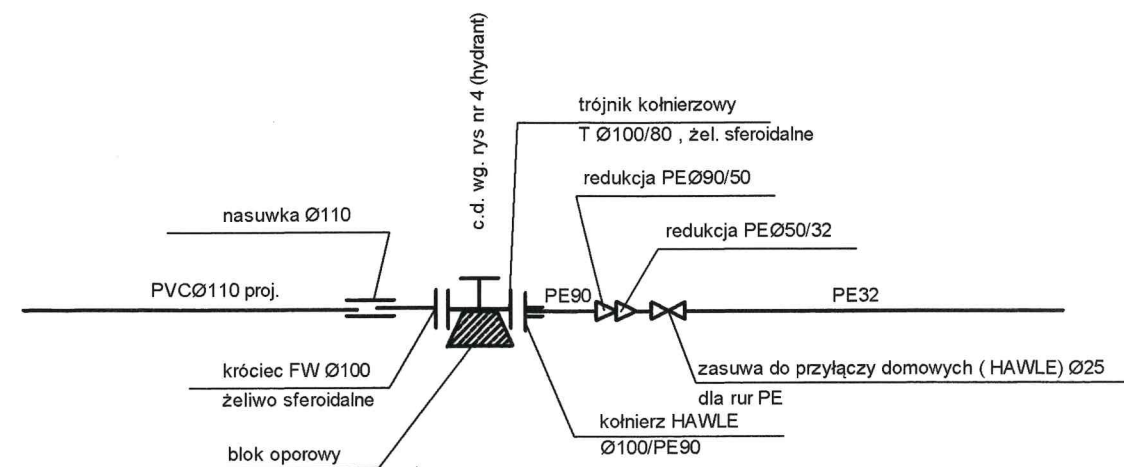 c.d. wg. rys nr 4 (hydrant)
trójnik kołnierzowy
T Ø100/80 , żel. sferoidalne
redukcja PEØ90/50
nasuwka Ø110
redukcja PEØ50/32
PVCØ110 proj.
PE90
PE32
króciec FW Ø100
żeliwo sferoidalne
zasuwa do przyłączy domowych ( HAWLE) Ø25
dla rur PE
kołnierz HAWLE
Ø100/PE90
blok oporowy